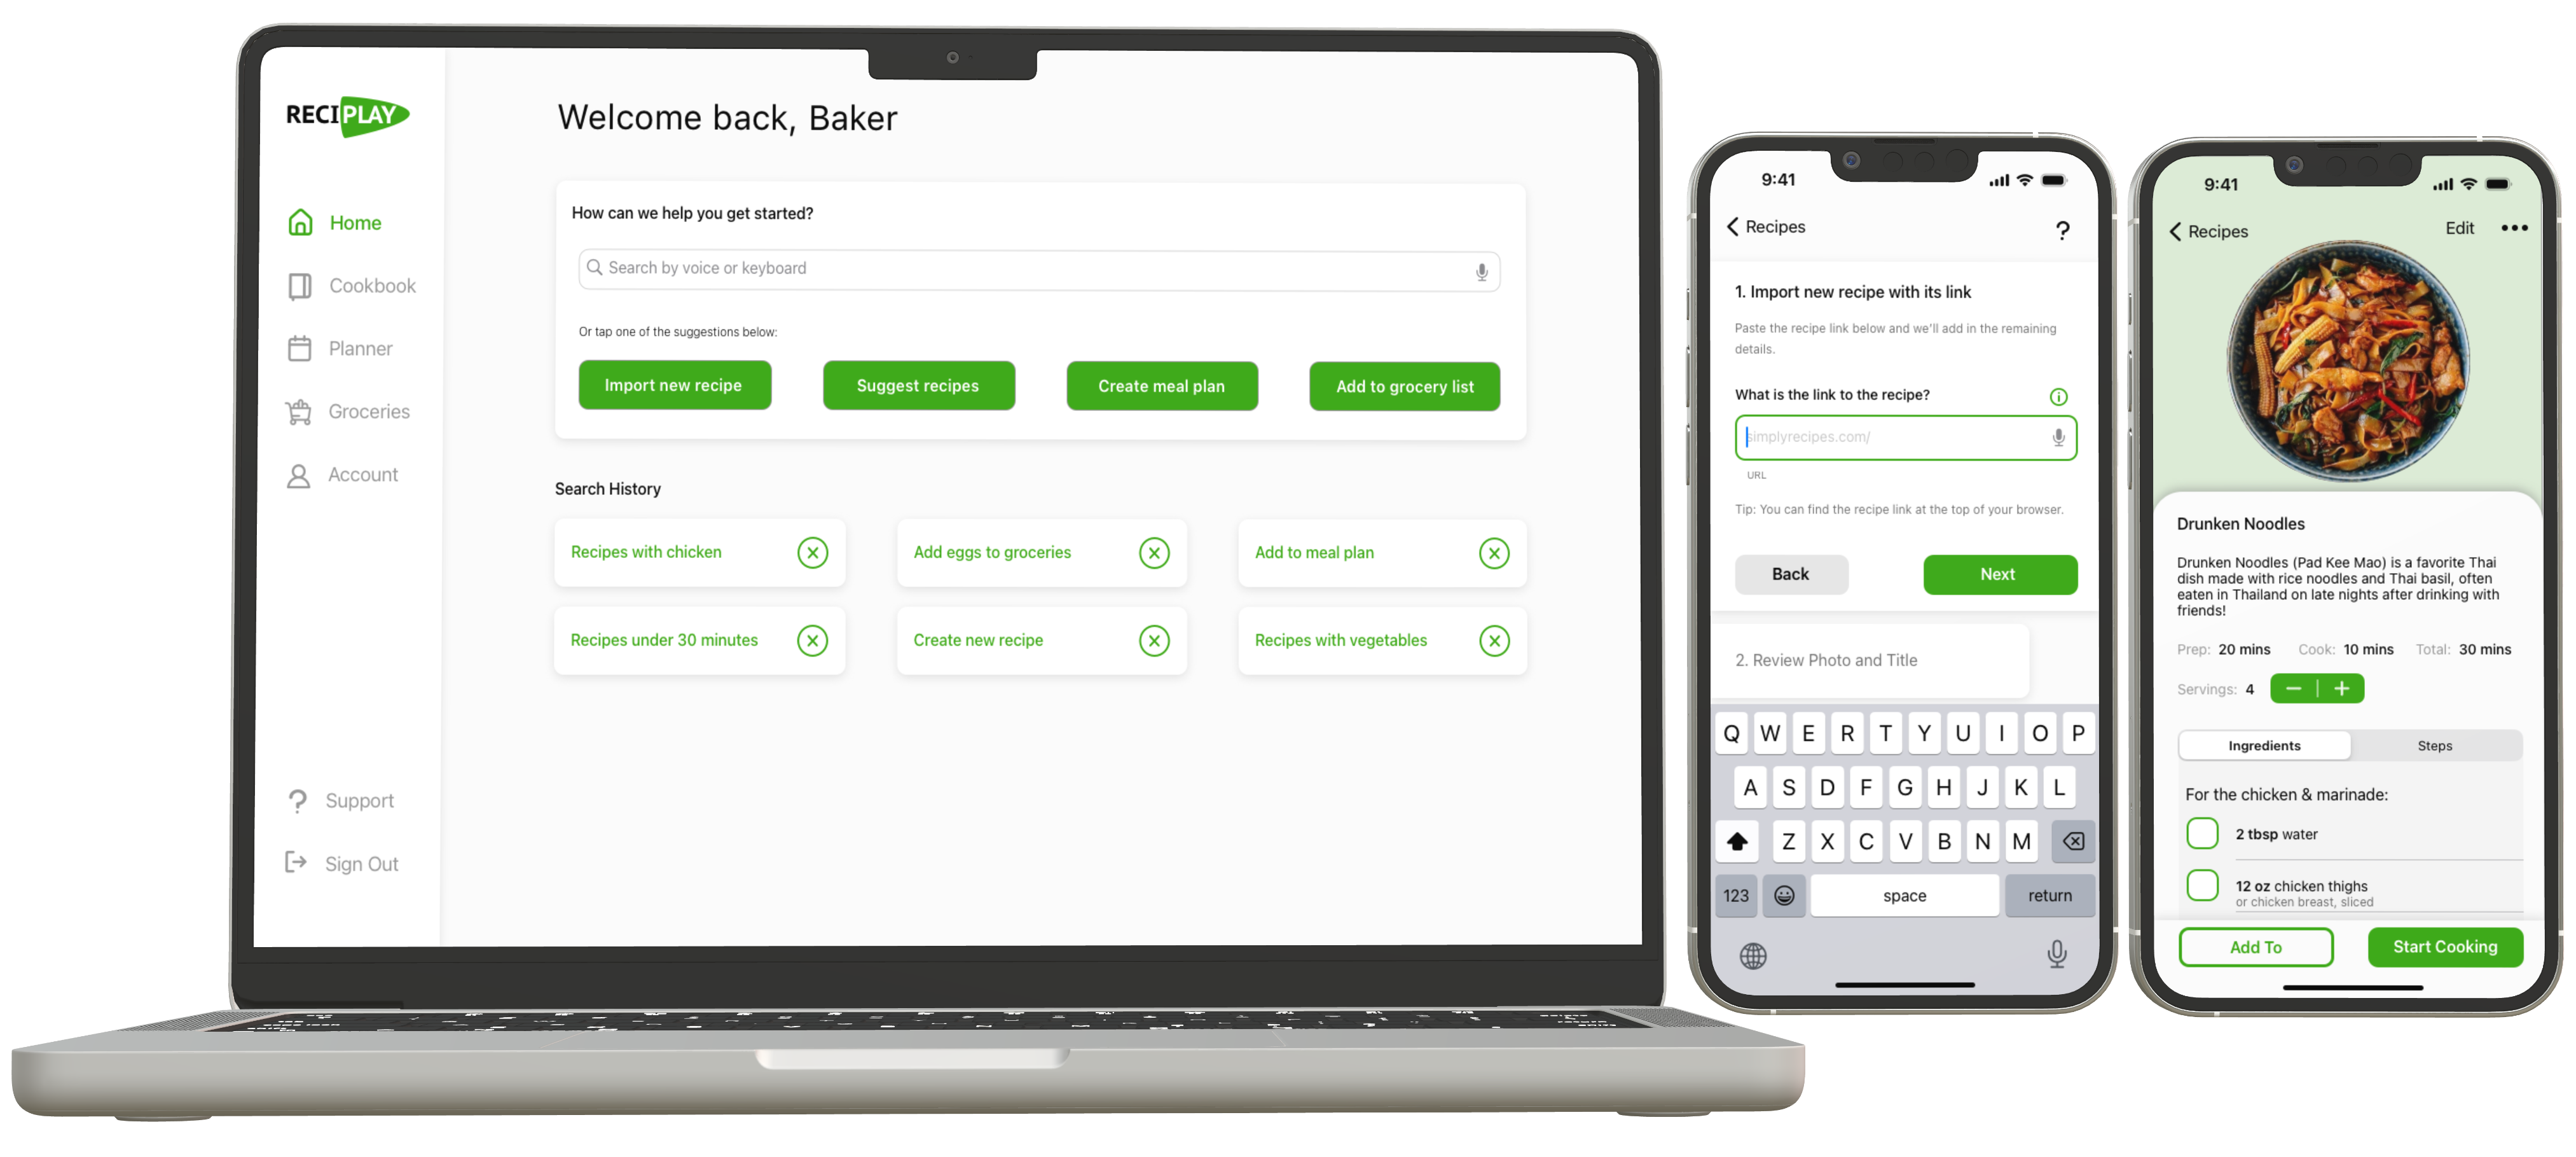 RECIPLAY
Home
Cookbook
Planner
Groceries
Account
Support
Sign Out
Welcome back, Baker
How can we help you get started?
Search by voice or keyboard
Or tap one of the suggestions below:
Import new recipe
Suggest recipes
Create meal plan
Add to grocery list
Search History
Recipes with chicken
Add eggs to groceries
Add to meal plan
Recipes under 30 minutes
Create new recipe
Recipes with vegetables
9:41
Recipes
?
1. Import new recipe with its link
Paste the recipe link below and we'll add in the remaining
details.
What is the link to the recipe?
simplyrecipes.com/
URL
Tip: You can find the recipe link at the top of your browser.
Back
Next
2. Review Photo and Title
Q W E R T Y U I O P
A S D F G H J K L
Z X C V B N M
123
space
return
9:41
Recipes
Edit
Drunken Noodles
Drunken Noodles (Pad Kee Mao) is a favorite Thai
dish made with rice noodles and Thai basil, often
eaten in Thailand on late nights after drinking with
friends!
Prep: 20 mins Cook: 10 mins Total: 30 mins
Servings: 4
Ingredients
Steps
For the chicken & marinade:
2 tbsp water
12 oz chicken thighs
or chicken breast, sliced
Add To
Start Cooking